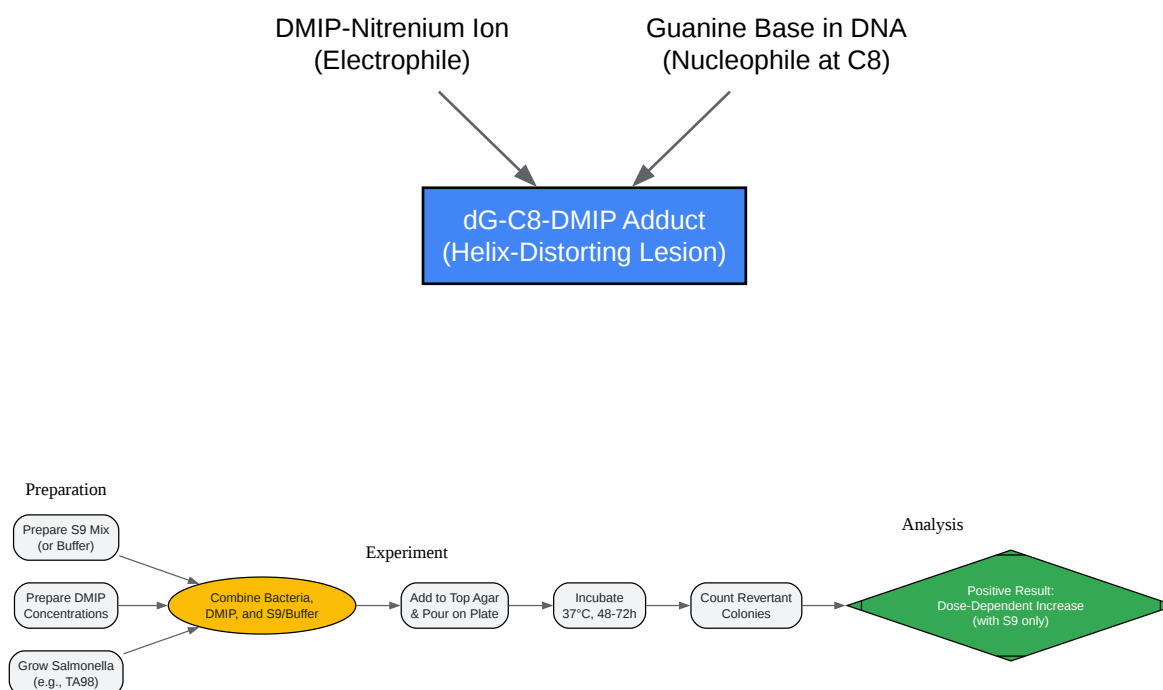 DMIP-Nitrenium Ion
(Electrophile)
Guanine Base in DNA
(Nucleophile at C8)
dG-C8-DMIP Adduct
(Helix-Distorting Lesion)
Preparation
Prepare S9 Mix
(or Buffer)
Prepare DMIP
Concentrations
Grow Salmonella
(e.g., TA98)
Experiment
Combine Bacteria,
DMIP, and S9/Buffer
Add to Top Agar
& Pour on Plate
Incubate
37°C, 48-72h
Count Revertant
Colonies
Analysis
Positive Result:
Dose-Dependent Increase
(with S9 only)